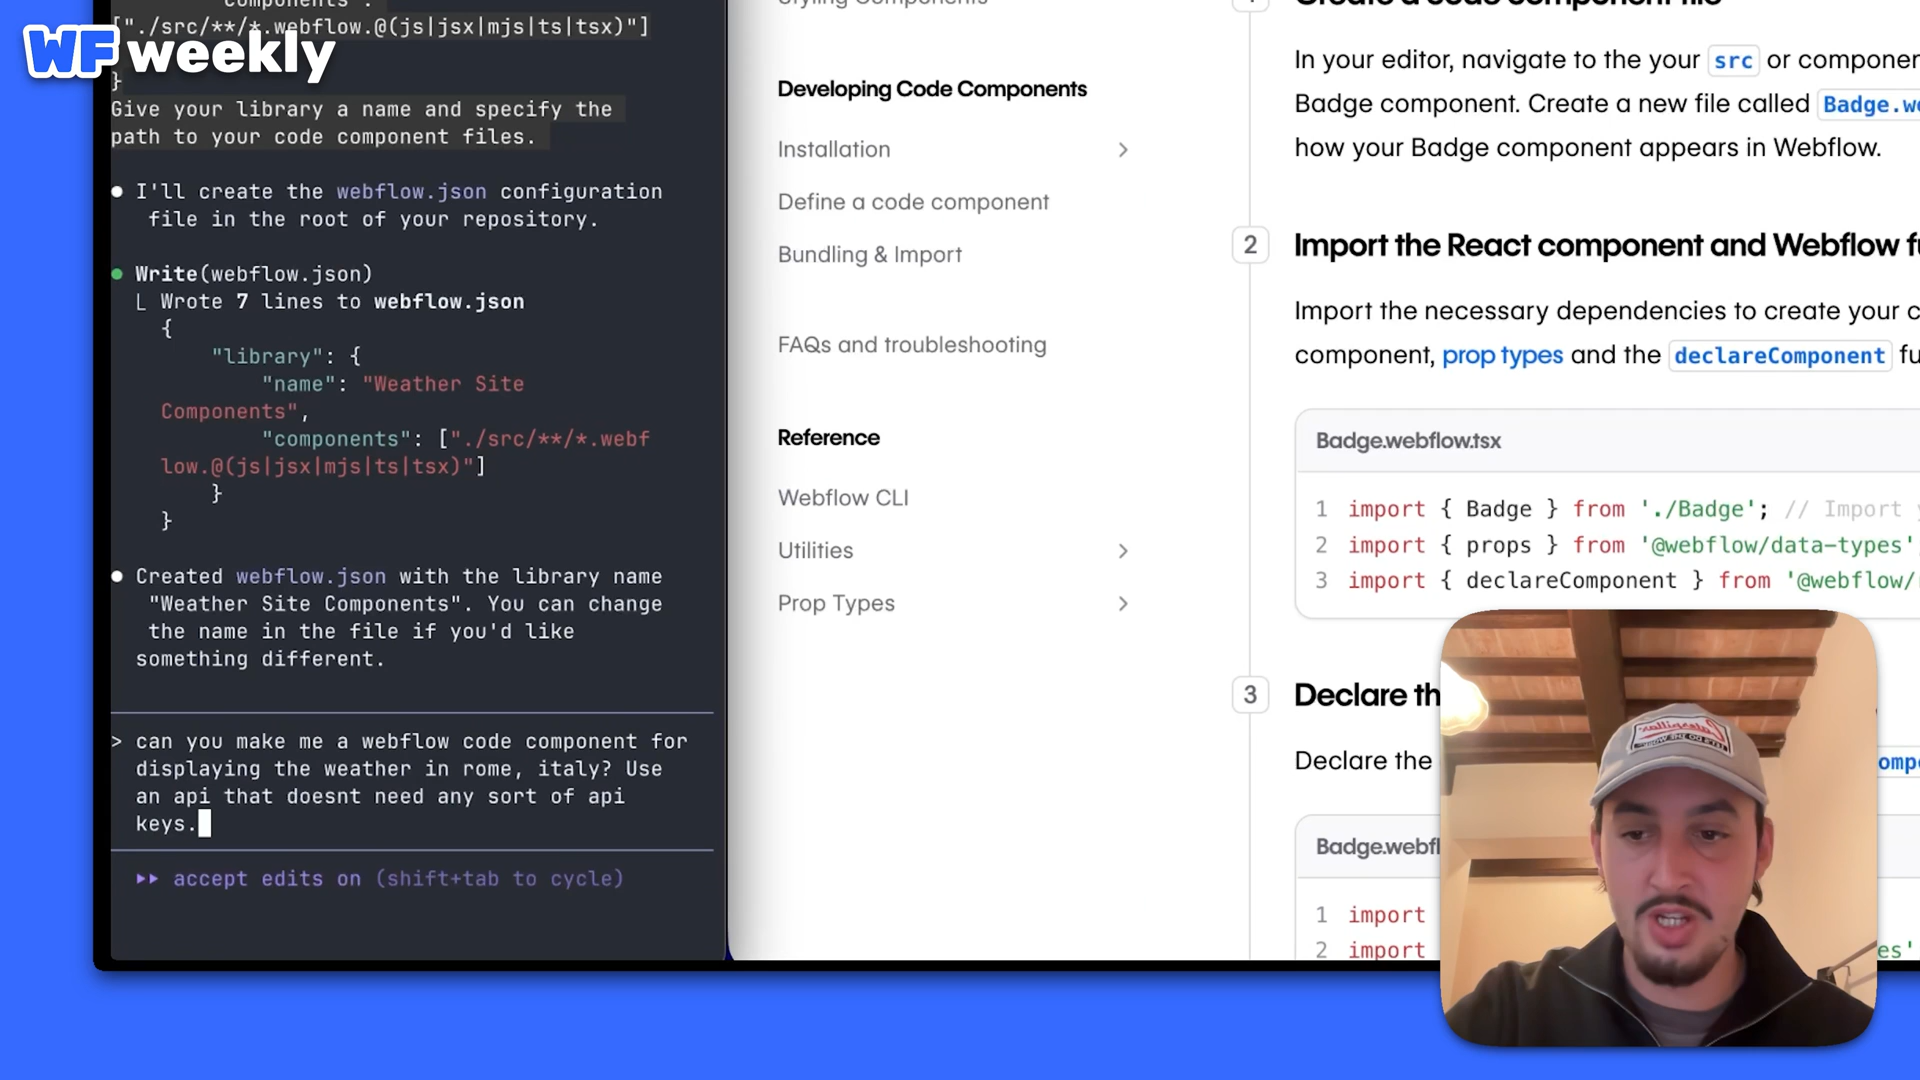 WF weekly
["./src/**/*.webflow.@(js|jsx|mjs|ts|tsx)"]
}
Give your library a name and specify the
path to your code component files.
I'll create the webflow.json configuration
file in the root of your repository.
Write(webflow.json)
Wrote 7 lines to webflow.json
{
"library": {
"name": "Weather Site
Components",
"components": ["./src/**/*.webf
low.@(js|jsx|mjs|ts|tsx)"]
}
}
Created webflow.json with the library name
"Weather Site Components". You can change
the name in the file if you'd like
something different.
> can you make me a webflow code component for
displaying the weather in rome, italy? Use
an api that doesnt need any sort of api
keys.
accept edits on (shift+tab to cycle)
Styling Components
Developing Code Components
Installation
Define a code component
Bundling & Import
FAQs and troubleshooting
Reference
Webflow CLI
Utilities
Prop Types
Create a code component file
In your editor, navigate to the your src or componen
Badge component. Create a new file called Badge.we
how your Badge component appears in Webflow.
2
Import the React component and Webflow fu
Import the necessary dependencies to create your c
component, prop types and the declareComponent fu
Badge.webflow.tsx
1 import { Badge } from './Badge'; // Import
2 import { props } from '@webflow/data-types'
3 import { declareComponent } from '@webflow/
3
Declare th
Declare the
ompo
Badge.webfl
1 import
2 import
es'